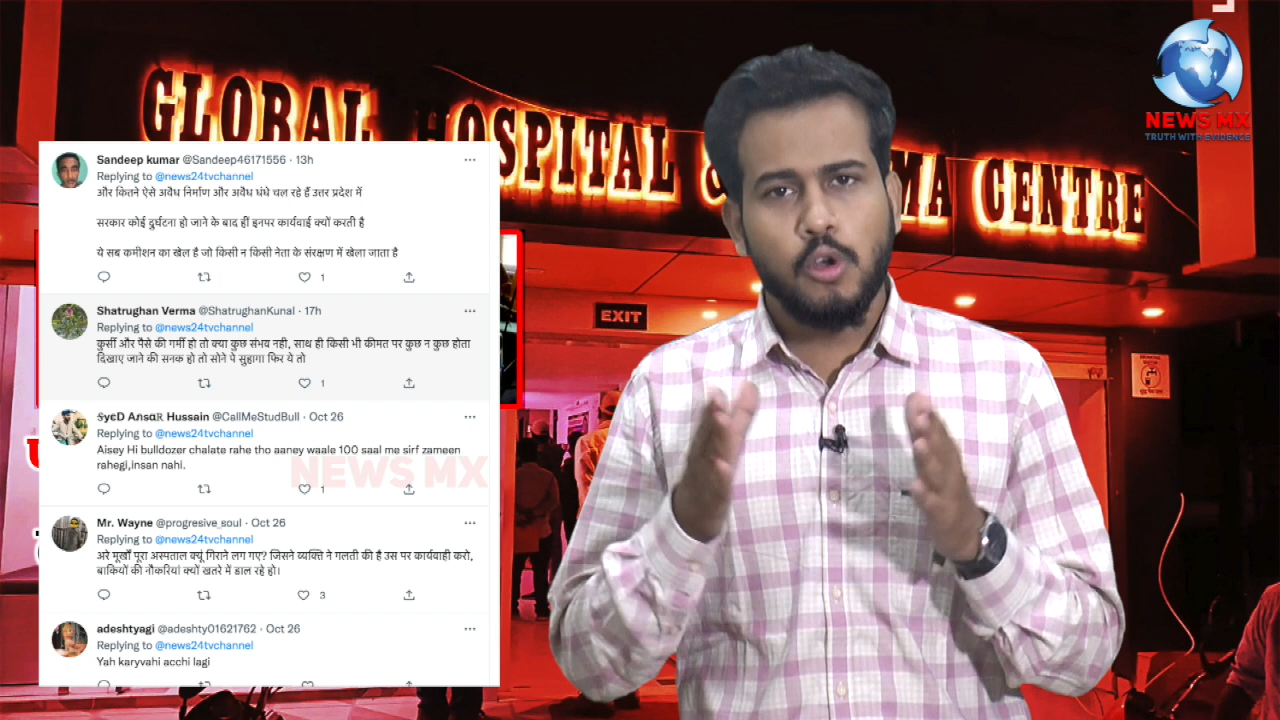 GLOBAL HOSPITAL
CENTRE
NEWS MX
TRUTH WITH EVIDENCE
EXIT
Sandeep kumar @Sandeep46171556 · 13h
Replying to @news24tvchannel
और कितने ऐसे अवैध निर्माण और अवैध धंधे चल रहे हैं उत्तर प्रदेश में
सरकार कोई दुर्घटना हो जाने के बाद हीं इनपर कार्यवाई क्यों करती है
ये सब कमीशन का खेल है जो किसी न किसी नेता के संरक्षण में खेला जाता है
1
Shatrughan Verma @ShatrughanKunal · 17h
Replying to @news24tvchannel
कुर्सी और पैसे की गर्मी हो तो क्या कुछ संभव नही, साथ ही किसी भी कीमत पर कुछ न कुछ होता
दिखाए जाने की सनक हो तो सोने पे सुहागा फिर ये तो
1
SyeD AnsaR Hussain @CallMeStudBull · Oct 26
Replying to @news24tvchannel
Aisey Hi bulldozer chalate rahe tho aaney waale 100 saal me sirf zameen
rahegi,insan nahi.
NEWS MX
1
Mr. Wayne @progresive_soul · Oct 26
Replying to @news24tvchannel
अरे मूर्खों पूरा अस्पताल क्यूं गिराने लग गए? जिसने व्यक्ति ने गलती की है उस पर कार्यवाही करो,
बाकियों की नौकरियां क्यों खतरे में डाल रहे हो।
3
adeshtyagi @adeshty01621762 · Oct 26
Replying to @news24tvchannel
Yah karyvahi acchi lagi